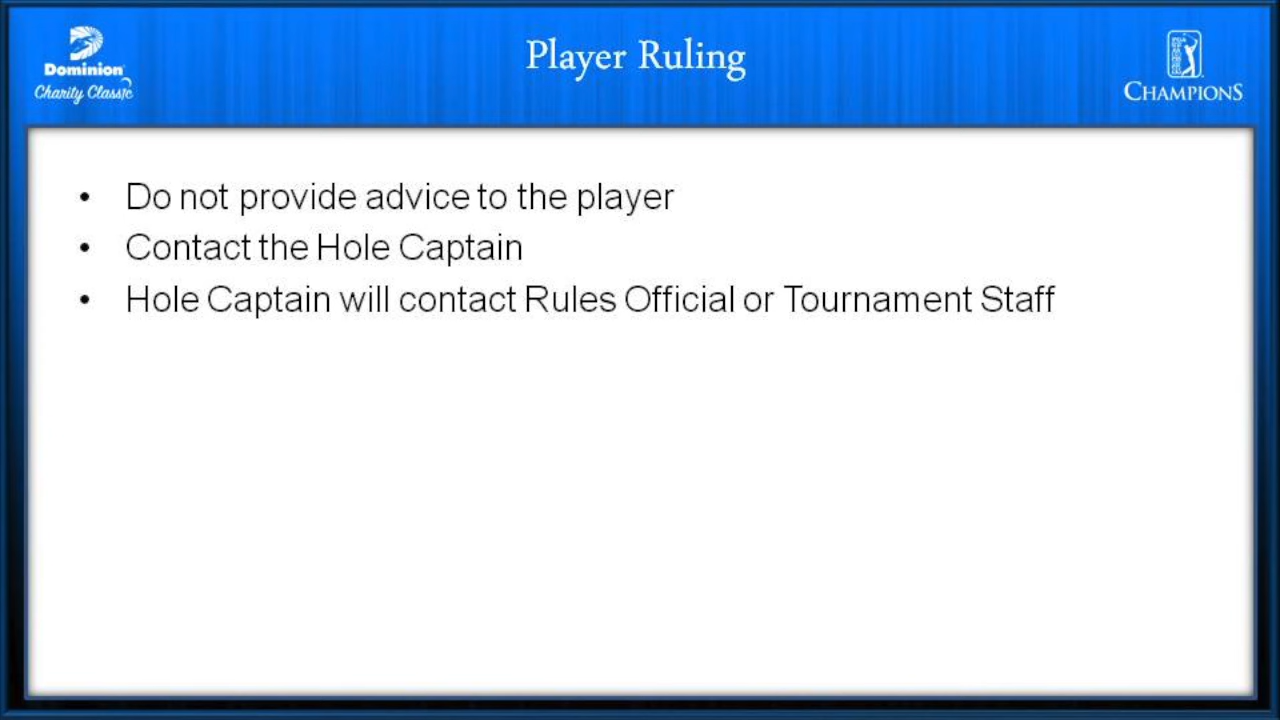 Player Ruling
Dominion
Charity Classic
CHAMPIONS
• Do not provide advice to the player
• Contact the Hole Captain
• Hole Captain will contact Rules Official or Tournament Staff